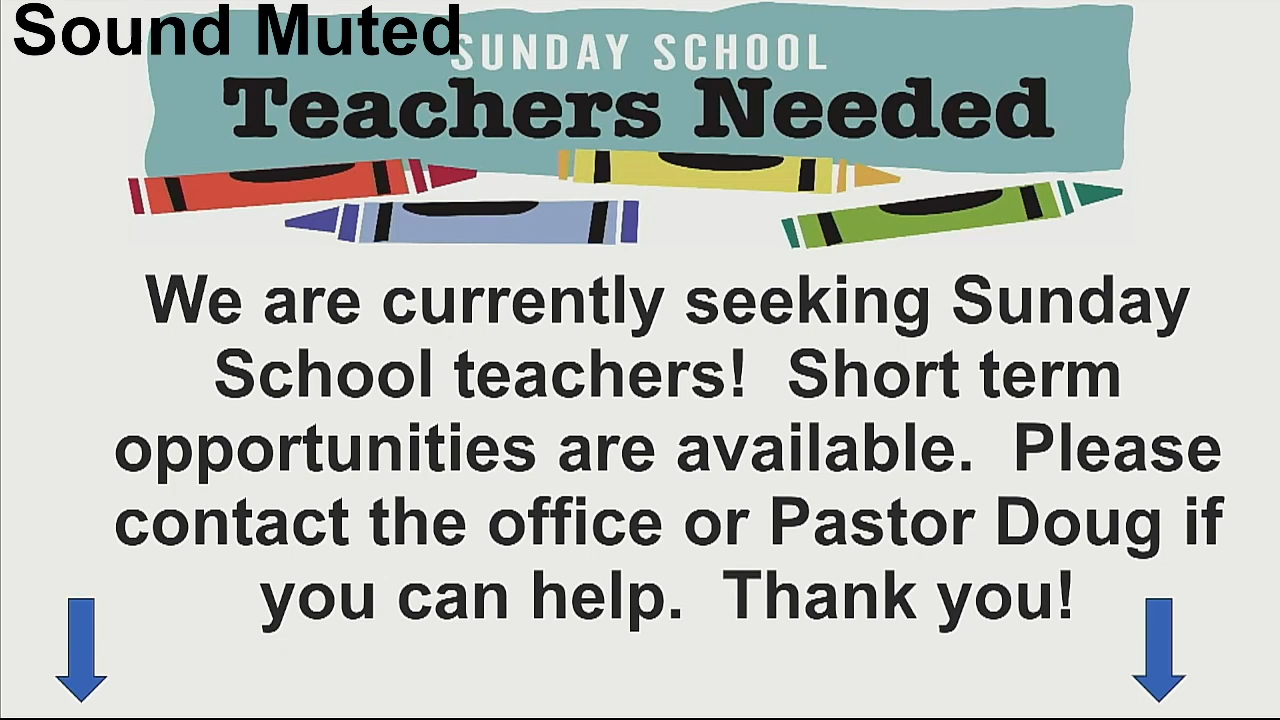 Sound Muted
SUNDAY SCHOOL
Teachers Needed
We are currently seeking Sunday
School teachers!  Short term
opportunities are available.  Please
contact the office or Pastor Doug if
you can help.  Thank you!